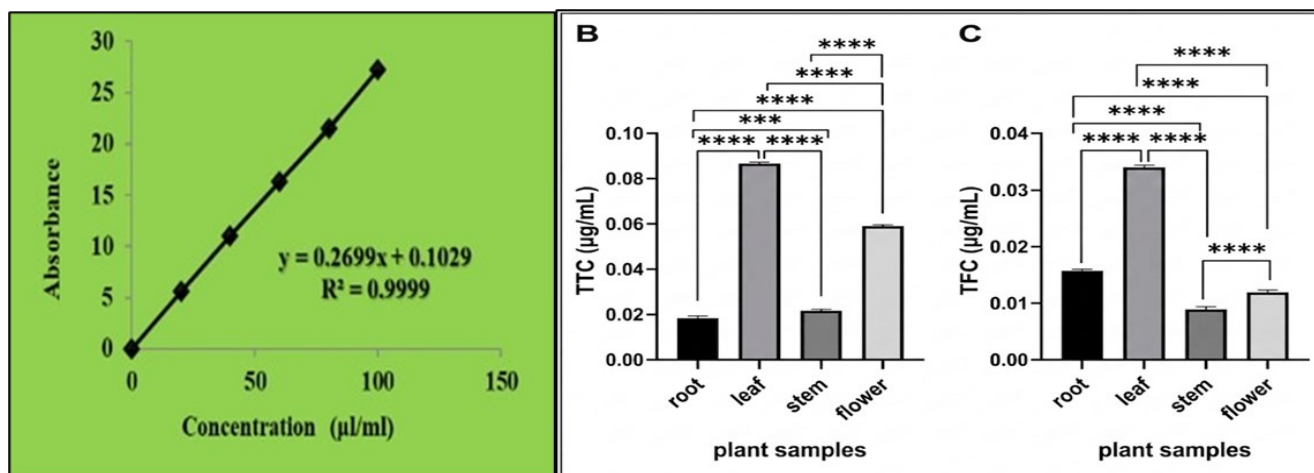 30
25
20
15
10
5
0
0 50 100 150
Absorbance
Concentration (µl/ml)
y = 0.2699x + 0.1029
R² = 0.9999
B
****
****
****
***
**** ****
0.10
0.08
0.06
0.04
0.02
0.00
TTC (µg/mL)
root leaf stem flower
plant samples
C
****
****
****
**** ****
****
0.04
0.03
0.02
0.01
0.00
TFC (µg/mL)
root leaf stem flower
plant samples